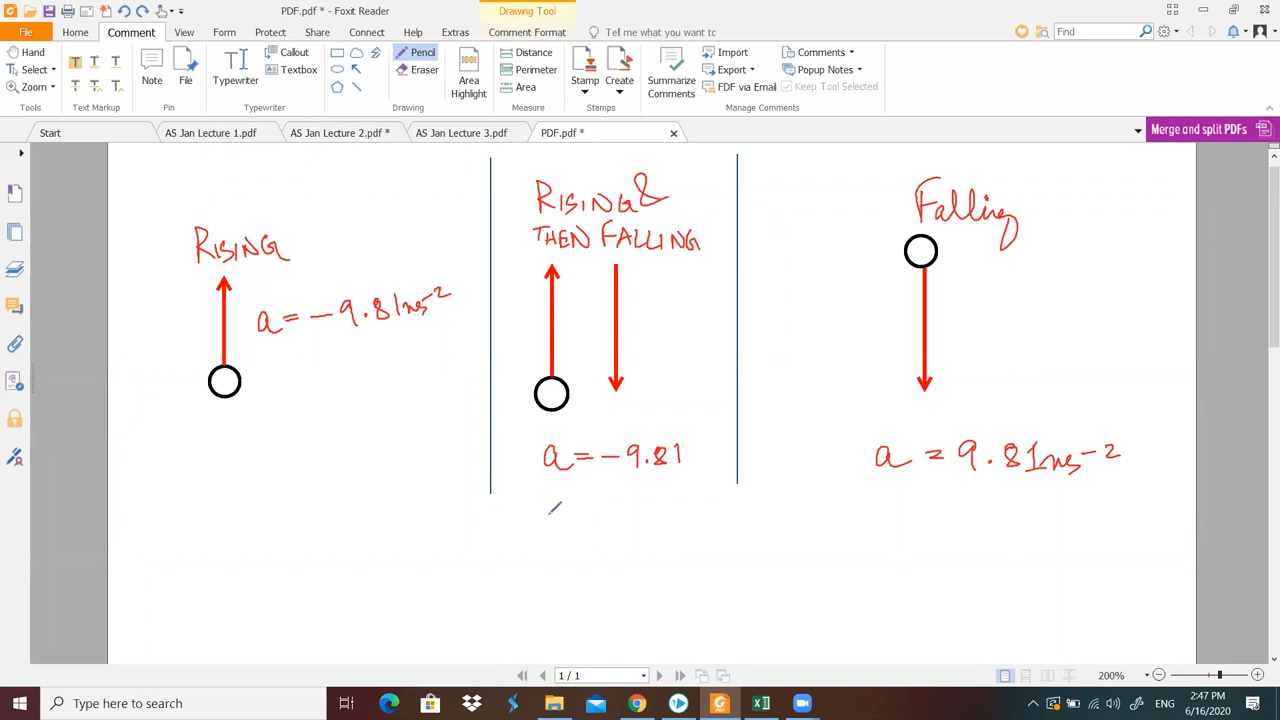 PDF.pdf * - Foxit Reader
Drawing Tool
File
Home
Comment
View
Form
Protect
Share
Connect
Help
Extras
Comment Format
Tell me what you want tc
Find
Hand
Select
Zoom
Tools
Text Markup
Note
File
Pin
Typewriter
Callout
Textbox
Typewriter
Pencil
Eraser
Drawing
Area
Highlight
Distance
Perimeter
Area
Measure
Stamp
Create
Stamps
Summarize
Comments
Import
Export
FDF via Email
Comments
Popup Notes
Keep Tool Selected
Manage Comments
Start
AS Jan Lecture 1.pdf
AS Jan Lecture 2.pdf *
AS Jan Lecture 3.pdf
PDF.pdf *
Merge and split PDFs
RISING
a = -9.81ms⁻²
RISING &
THEN FALLING
a = -9.81
Falling
a = 9.81ms⁻²
1 / 1
200%
Type here to search
ENG
2:47 PM
6/16/2020